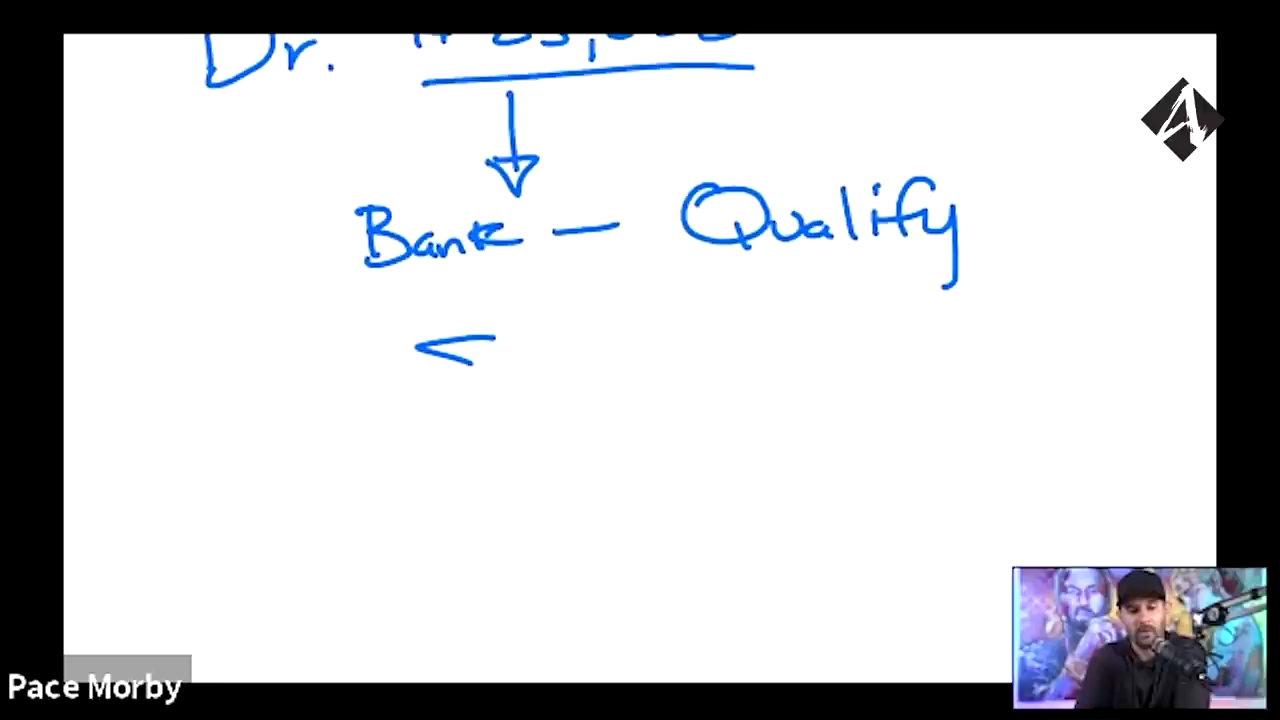 Dr.
Bank — Qualify
<
Pace Morby